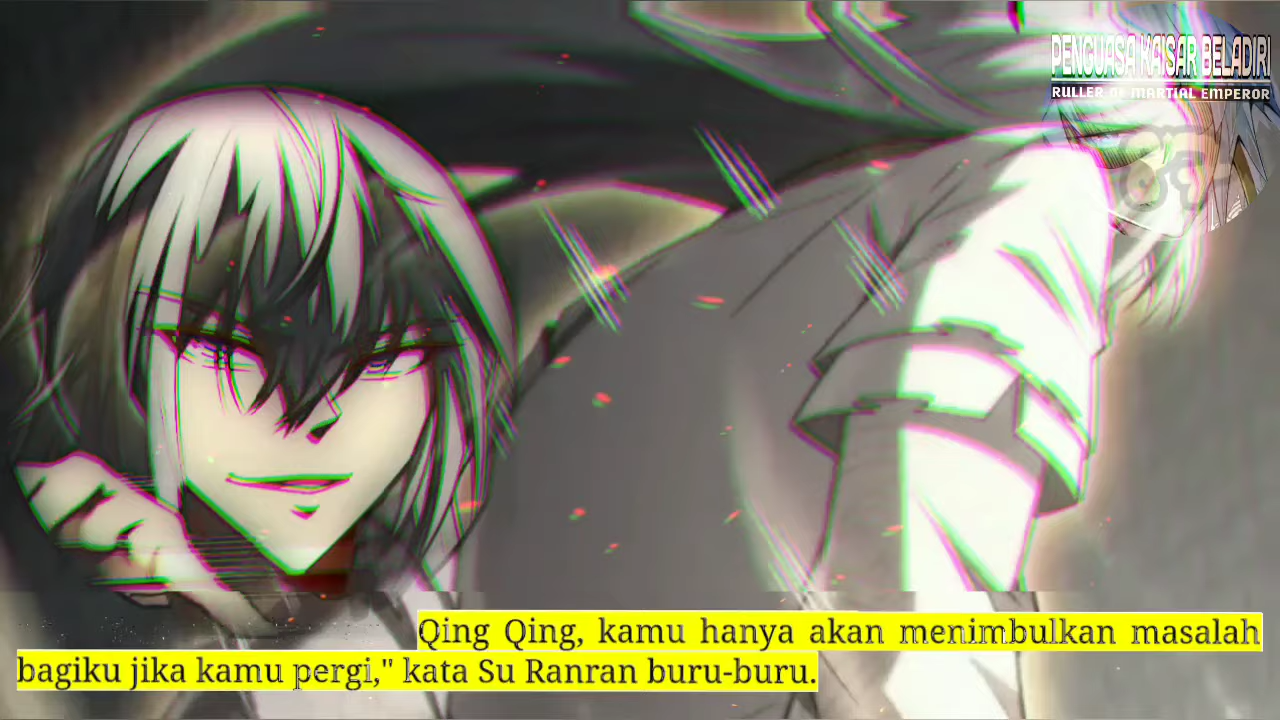 PENGUASA KAISAR BELADIRI
RULLER OF MARTIAL EMPEROR
Qing Qing, kamu hanya akan menimbulkan masalah
bagiku jika kamu pergi," kata Su Ranran buru-buru.